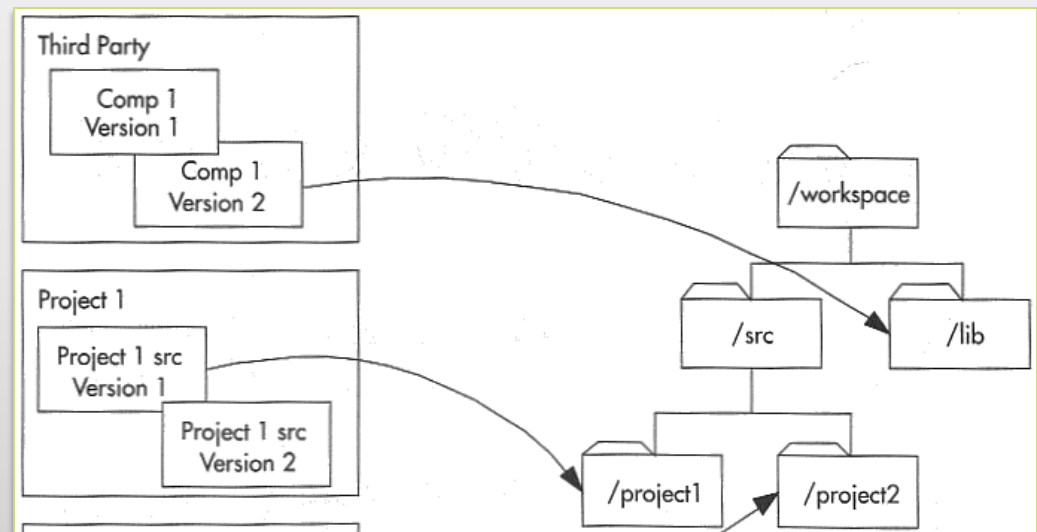 Third Party
Comp 1
Version 1
Comp 1
Version 2
/workspace
Project 1
/src
/lib
Project 1 src
Version 1
Project 1 src
Version 2
/project1
/project2